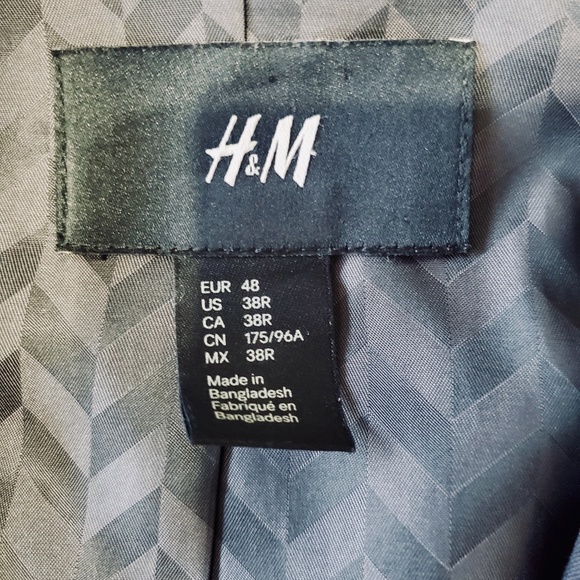 H&M
EUR 48
US 38R
CA 38R
CN 175/96A
MX 38R
Made in
Bangladesh
Fabriqué en
Bangladesh